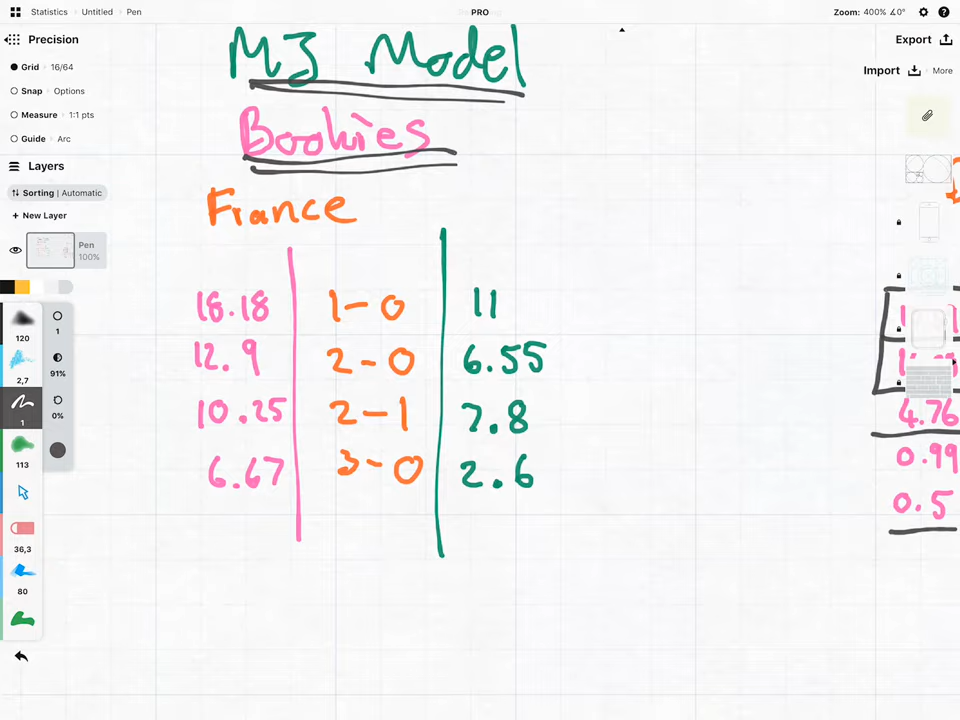 Statistics > Untitled > Pen
PRO
Zoom: 400% ∠0°
Precision
Export
Grid 16/64
Snap Options
Measure 1:1 pts
Guide Arc
Import
More
Layers
Sorting | Automatic
+ New Layer
Pen
100%
120
2,7
1
113
36,3
80
1
91%
0%
M3 Model
Bookies
France
18.18 1-0 11
12.9 2-0 6.55
10.25 2-1 7.8
6.67 3-0 2.6
4.76
0.99
0.5